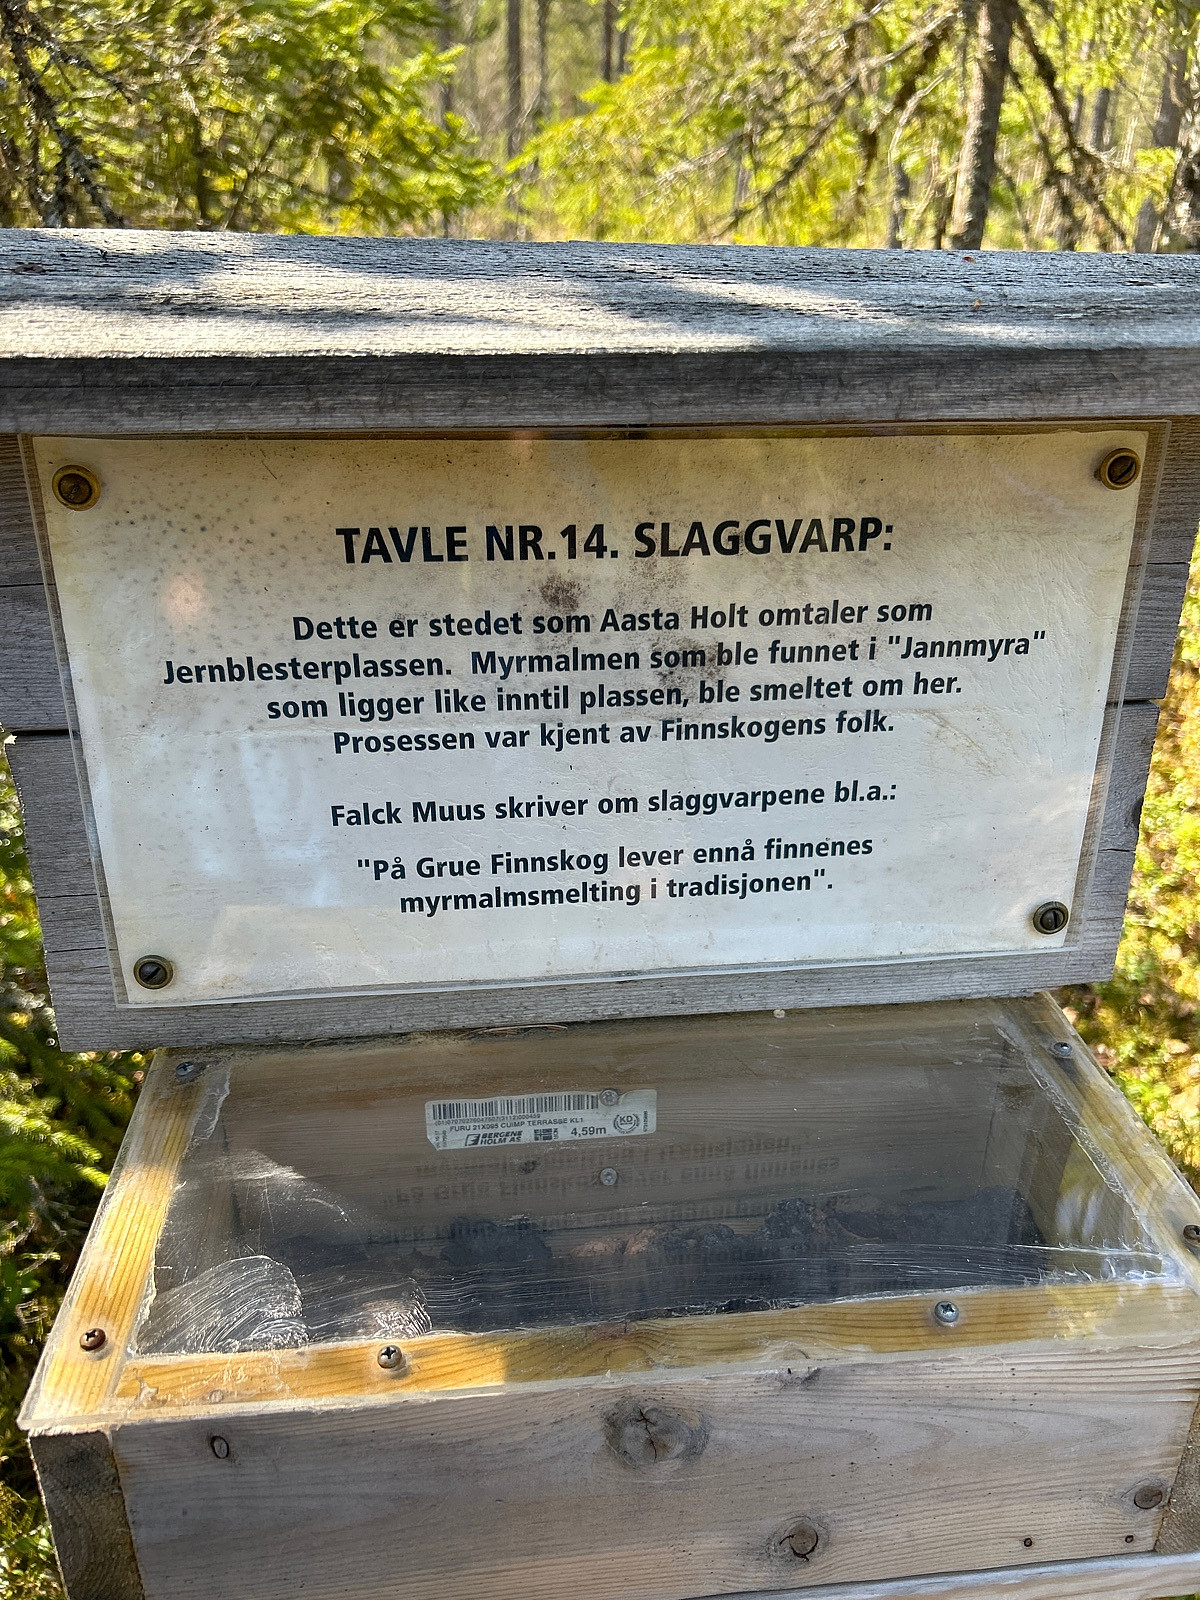 TAVLE NR.14. SLAGGVARP:
Dette er stedet som Aasta Holt omtaler som
Jernblesterplassen. Myrmalmen som ble funnet i "Jannmyra"
som ligger like inntil plassen, ble smeltet om her.
Prosessen var kjent av Finnskogens folk.
Falck Muus skriver om slaggvarpene bl.a.:
"På Grue Finnskog lever ennå finnenes
myrmalmsmelting i tradisjonen".
FURU 21X095 CUIMP TERRASSE KL1
BERGENE
HOLM AS
4,59m
KD